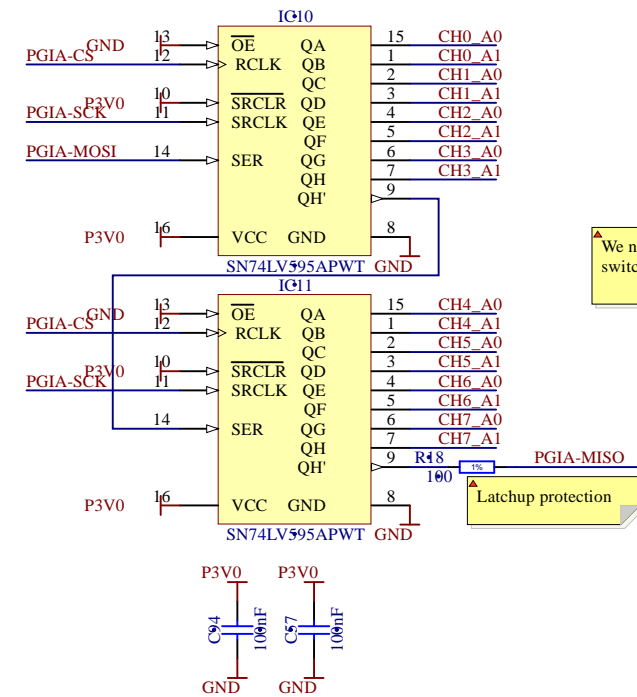 IC10
GND 13 OE QA 15 CH0_A0
PGIA-CS 12 RCLK QB 1 CH0_A1
QC 2 CH1_A0
P3V0 10 SRCLR QD 3 CH1_A1
PGIA-SCK 11 SRCLK QE 4 CH2_A0
QF 5 CH2_A1
PGIA-MOSI 14 SER QG 6 CH3_A0
QH 7 CH3_A1
QH' 9
P3V0 16 VCC GND 8
SN74LV595APWT GND
We n
switc
IC11
GND 13 OE QA 15 CH4_A0
PGIA-CS 12 RCLK QB 1 CH4_A1
QC 2 CH5_A0
P3V0 10 SRCLR QD 3 CH5_A1
PGIA-SCK 11 SRCLK QE 4 CH6_A0
QF 5 CH6_A1
14 SER QG 6 CH7_A0
QH 7 CH7_A1
QH' 9 R18 1% PGIA-MISO
100
Latchup protection
P3V0 16 VCC GND 8
SN74LV595APWT GND
P3V0 P3V0
C94 100nF C57 100nF
GND GND